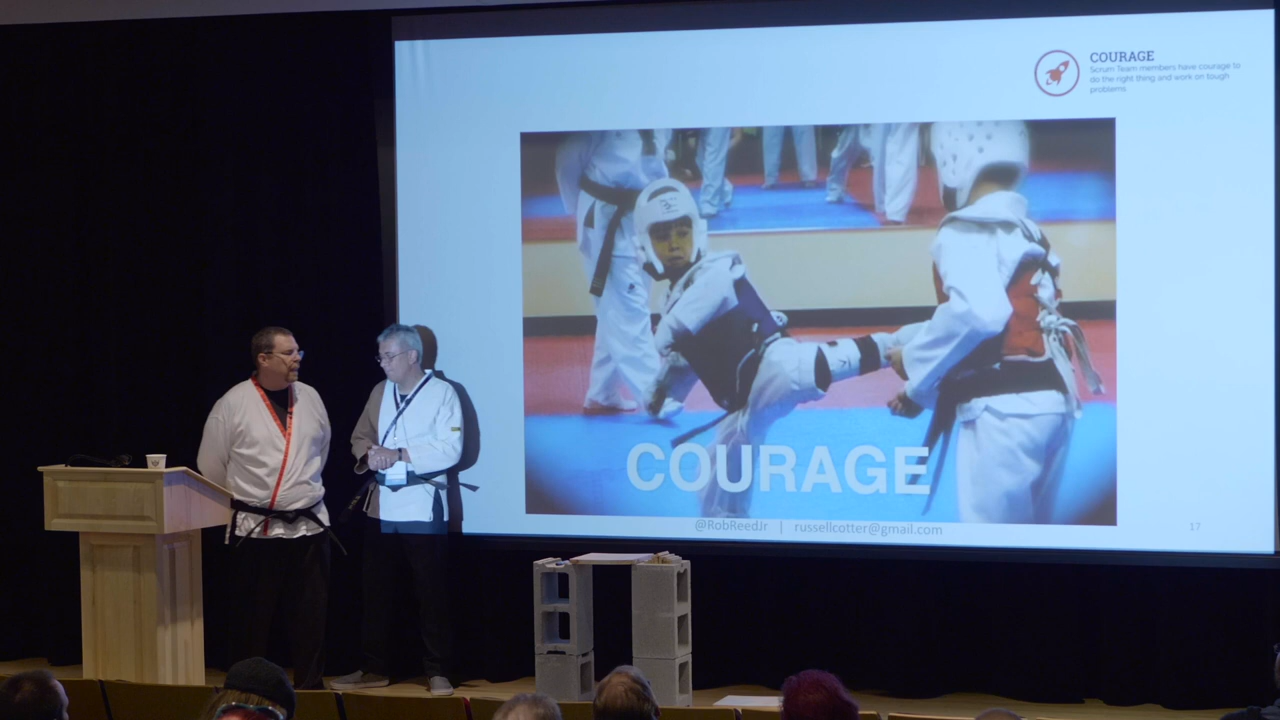 COURAGE
Scrum Team members have courage to
do the right thing and work on tough
problems
COURAGE
@RobReedJr | russellcotter@gmail.com
17